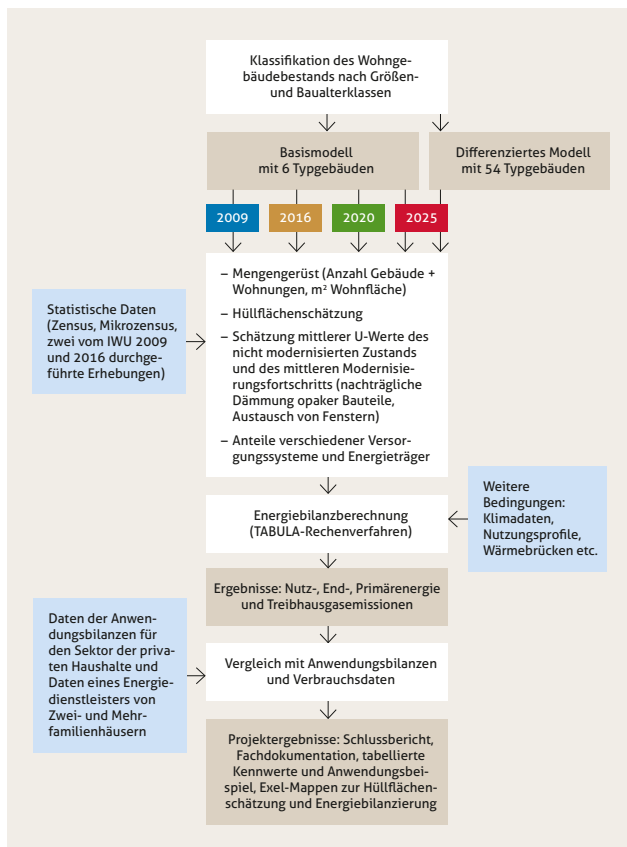 Klassifikation des Wohnge-
bäudebestands nach Größen-
und Baualterklassen
Basismodell
mit 6 Typgebäuden
Differenziertes Modell
mit 54 Typgebäuden
2009
2016
2020
2025
– Mengengerüst (Anzahl Gebäude +
Wohnungen, m² Wohnfläche)
– Hüllflächenschätzung
– Schätzung mittlerer U-Werte des
nicht modernisierten Zustands
und des mittleren Modernisie-
rungsfortschritts (nachträgliche
Dämmung opaker Bauteile,
Austausch von Fenstern)
– Anteile verschiedener Versor-
gungssysteme und Energieträger
Statistische Daten
(Zensus, Mikrozensus,
zwei vom IWU 2009
und 2016 durchge-
führte Erhebungen)
Energiebilanzberechnung
(TABULA-Rechenverfahren)
Weitere
Bedingungen:
Klimadaten,
Nutzungsprofile,
Wärmebrücken etc.
Ergebnisse: Nutz-, End-, Primärenergie
und Treibhausgasemissionen
Daten der Anwen-
dungsbilanzen für
den Sektor der priva-
ten Haushalte und
Daten eines Energie-
dienstleisters von
Zwei- und Mehr-
familienhäusern
Vergleich mit Anwendungsbilanzen
und Verbrauchsdaten
Projektergebnisse: Schlussbericht,
Fachdokumentation, tabellierte
Kennwerte und Anwendungsbei-
spiel, Exel-Mappen zur Hüllflächen-
schätzung und Energiebilanzierung